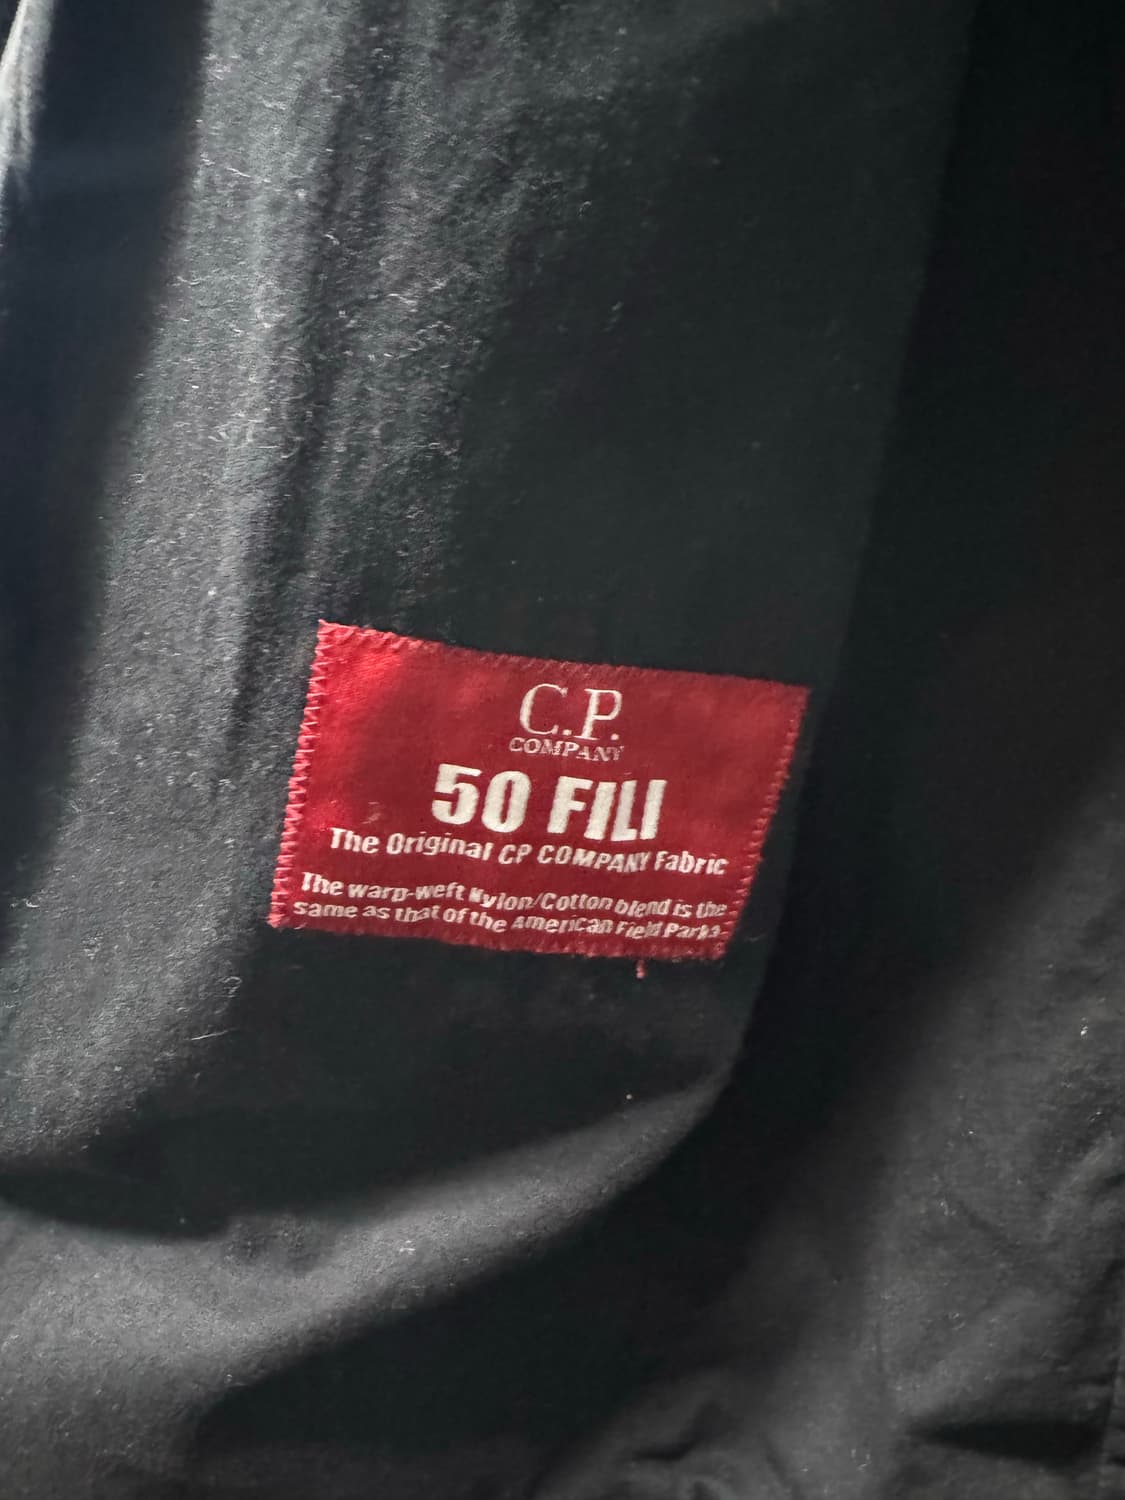 C.P.
COMPANY
50 FILI
The Original CP COMPANY Fabric
The warp-weft Nylon/Cotton blend is the
same as that of the American Field Parka